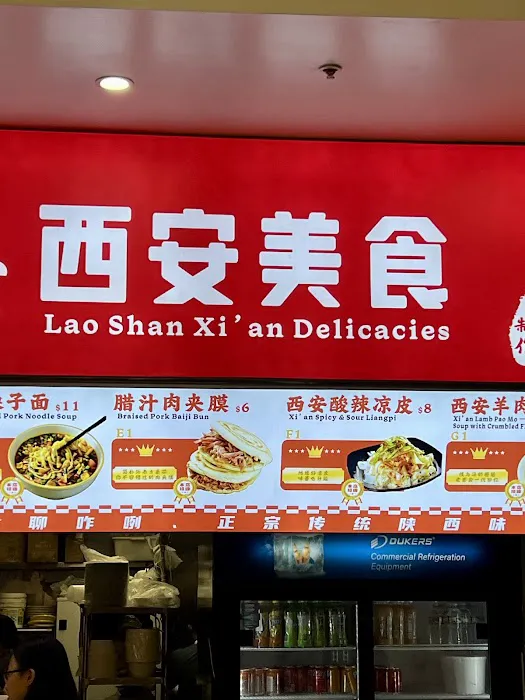 西安美食
Lao Shan Xi'an Delicacies
制
子面 $11
Pork Noodle Soup
腊汁肉夹膜 $6
Braised Pork Baiji Bun
E1
西安酸辣凉皮 $8
Xi'an Spicy & Sour Liangpi
F1
西安羊肉
Xi'an Lamb Pao Mo
Soup with Crumbled
G1
聊咋咧、正宗传统陕西味
DUKERS
Commercial Refrigeration
Equipment